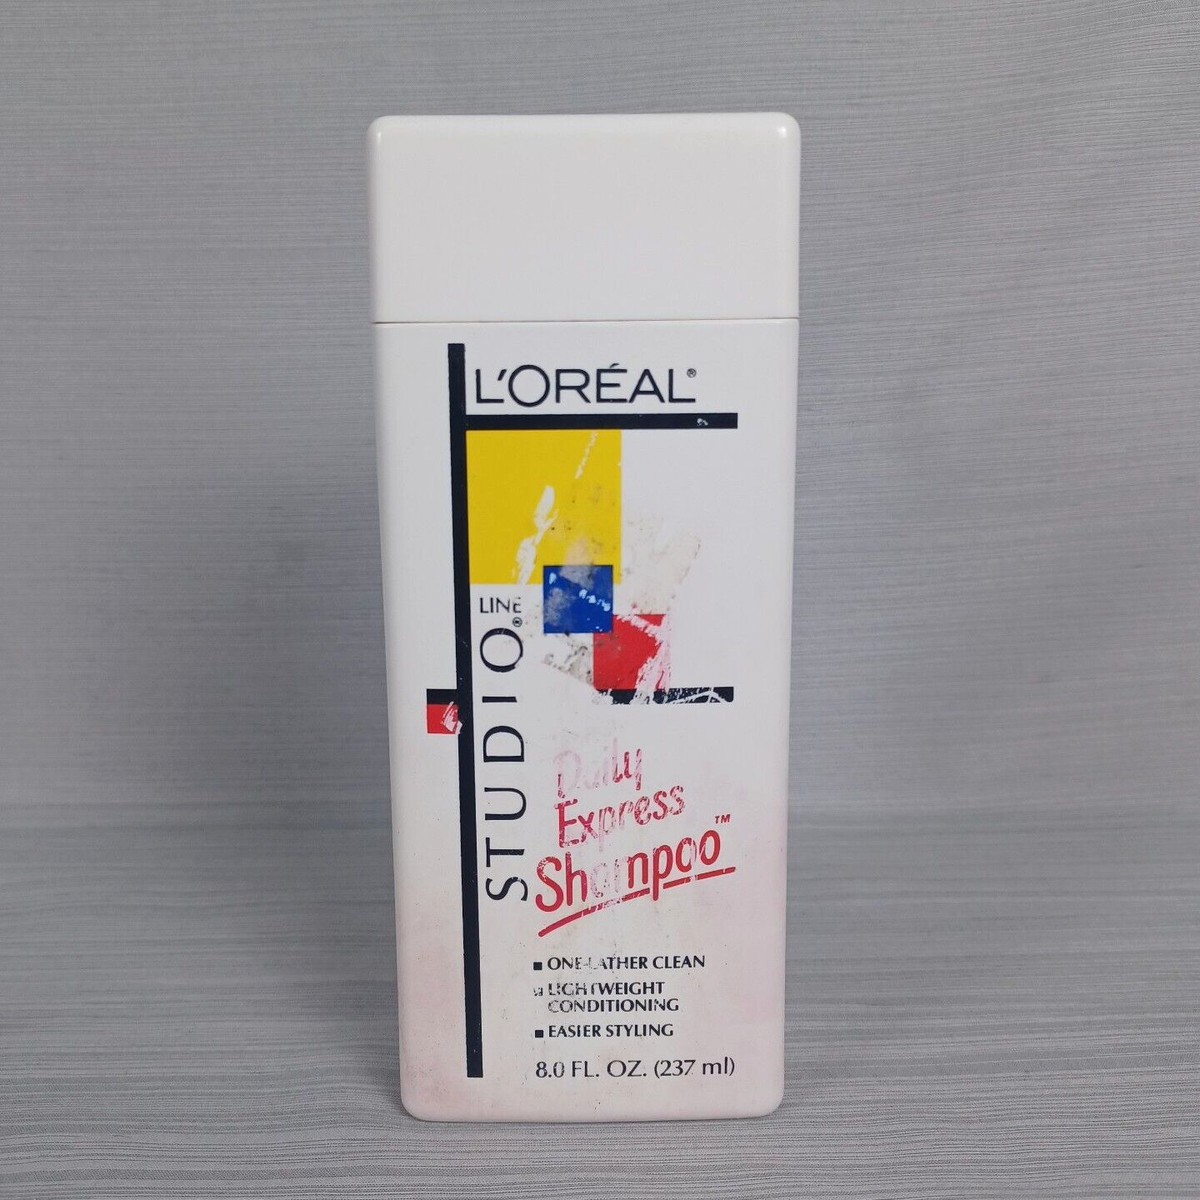 L'ORÉAL®
LINE
STUDIO®
Daily
Express
Shampoo™
▪ ONE-LATHER CLEAN
▪ LIGHTWEIGHT
CONDITIONING
▪ EASIER STYLING
8.0 FL. OZ. (237 ml)